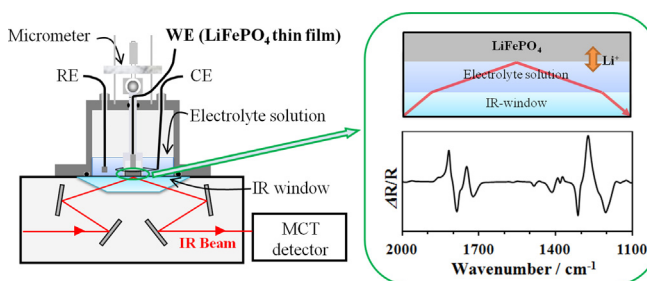 Micrometer
WE (LiFePO₄ thin film)
RE
CE
Electrolyte solution
IR window
IR Beam
MCT
detector
LiFePO₄
Li⁺
Electrolyte solution
IR-window
ΔR/R
2000 1700 1400 1100
Wavenumber / cm⁻¹